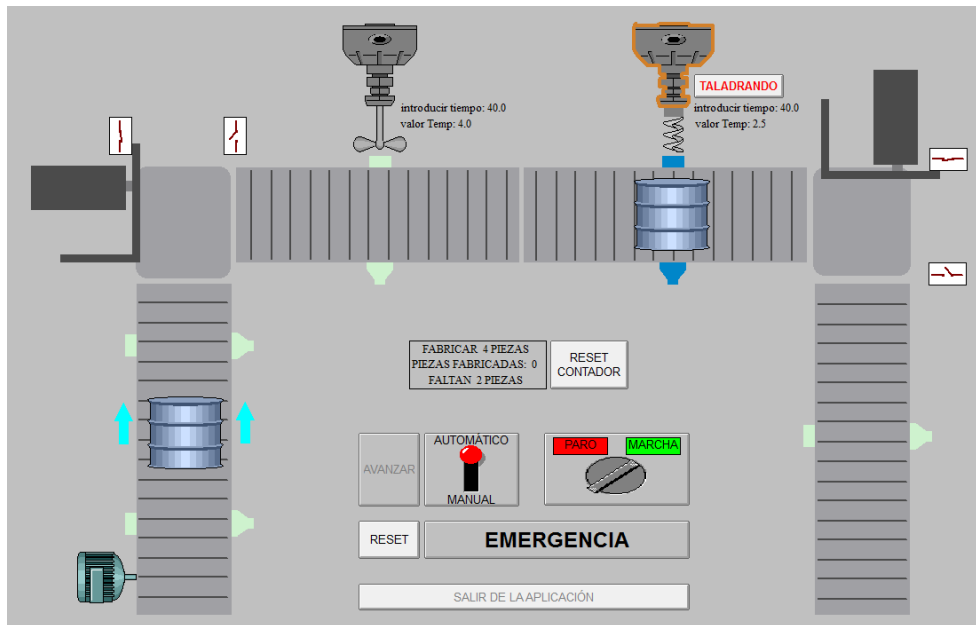 TALADRANDO
introducir tiempo: 40.0
valor Temp: 4.0
introducir tiempo: 40.0
valor Temp: 2.5
FABRICAR 4 PIEZAS
PIEZAS FABRICADAS: 0
FALTAN 2 PIEZAS
RESET
CONTADOR
AVANZAR
AUTOMÁTICO
MANUAL
PARO
MARCHA
RESET
EMERGENCIA
SALIR DE LA APLICACIÓN